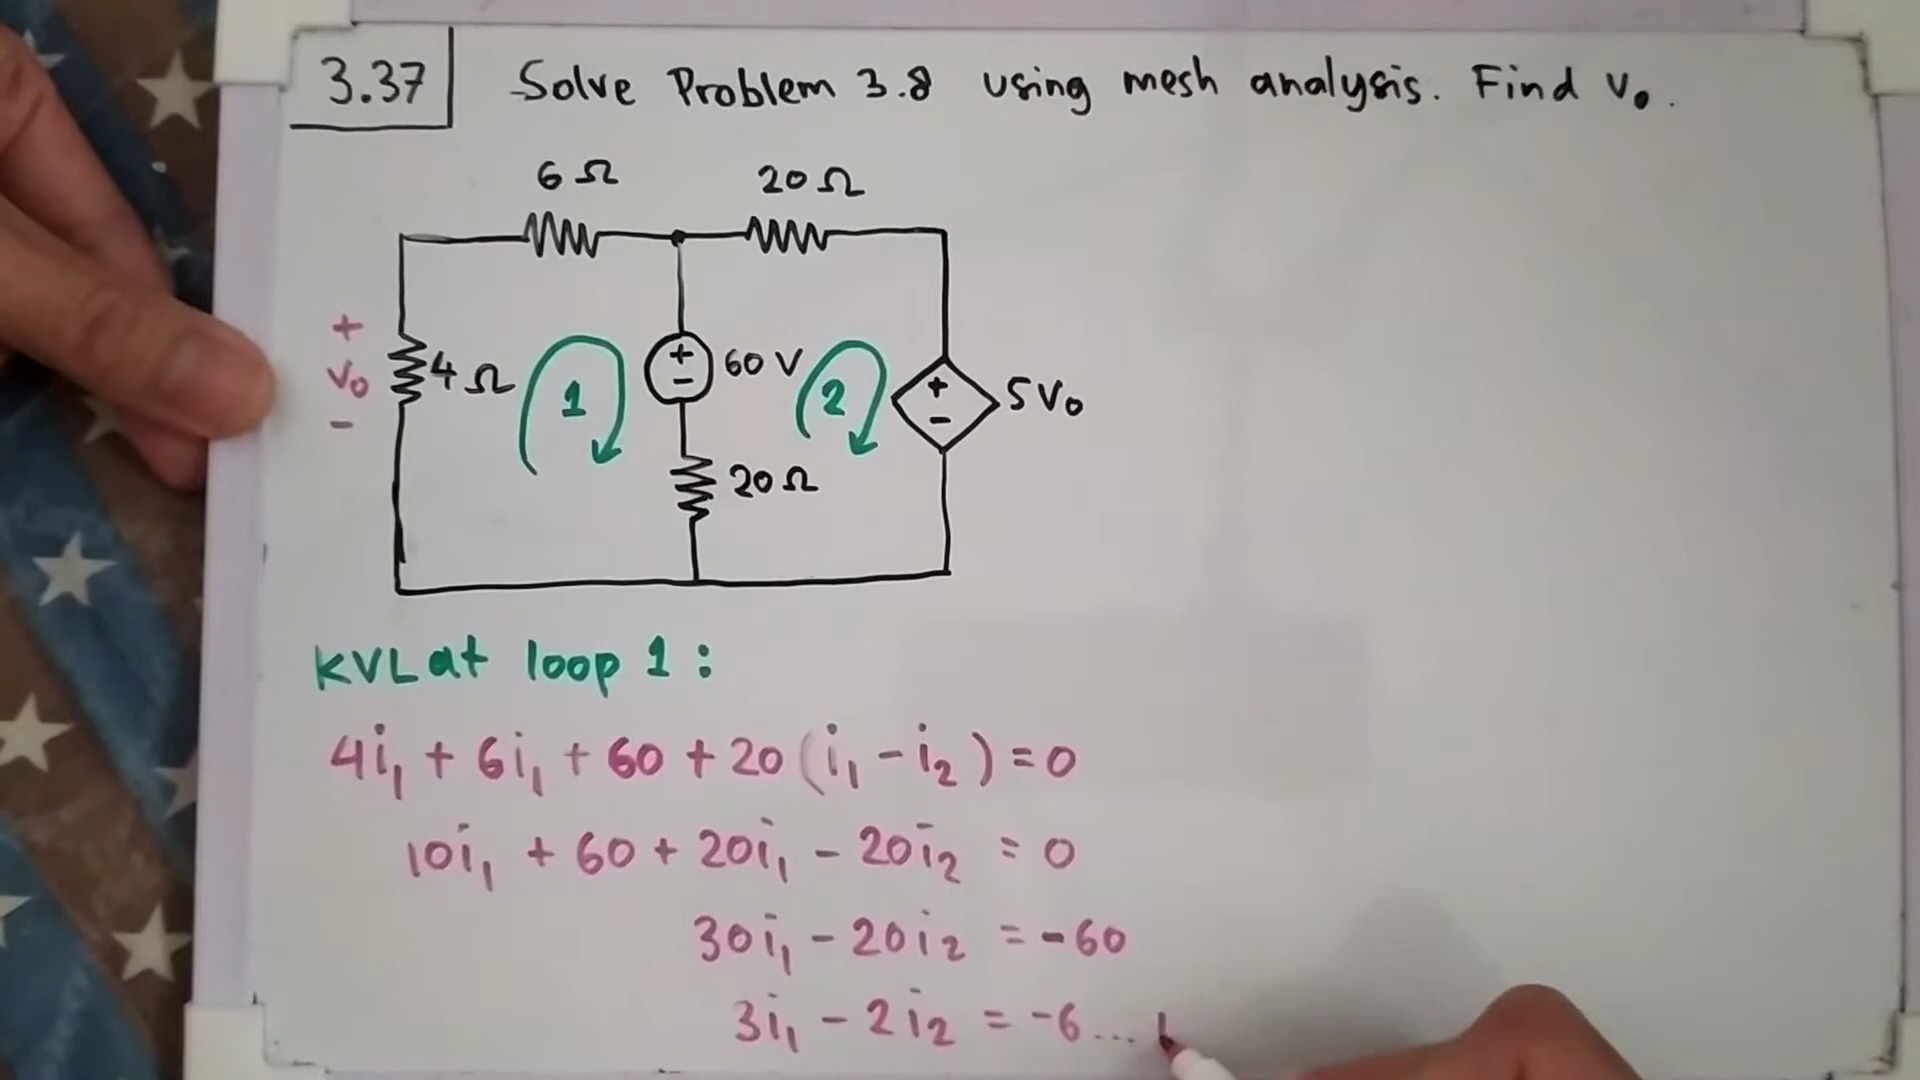 3.37 Solve Problem 3.8 using mesh analysis. Find v₀.
6 Ω 20 Ω
+
v₀
-
4 Ω
1
+
-
60 V
2
+
-
5v₀
20 Ω
KVL at loop 1 :
4i₁ + 6i₁ + 60 + 20 (i₁ - i₂) = 0
10i₁ + 60 + 20i₁ - 20i₂ = 0
30i₁ - 20i₂ = -60
3i₁ - 2i₂ = -6 ...